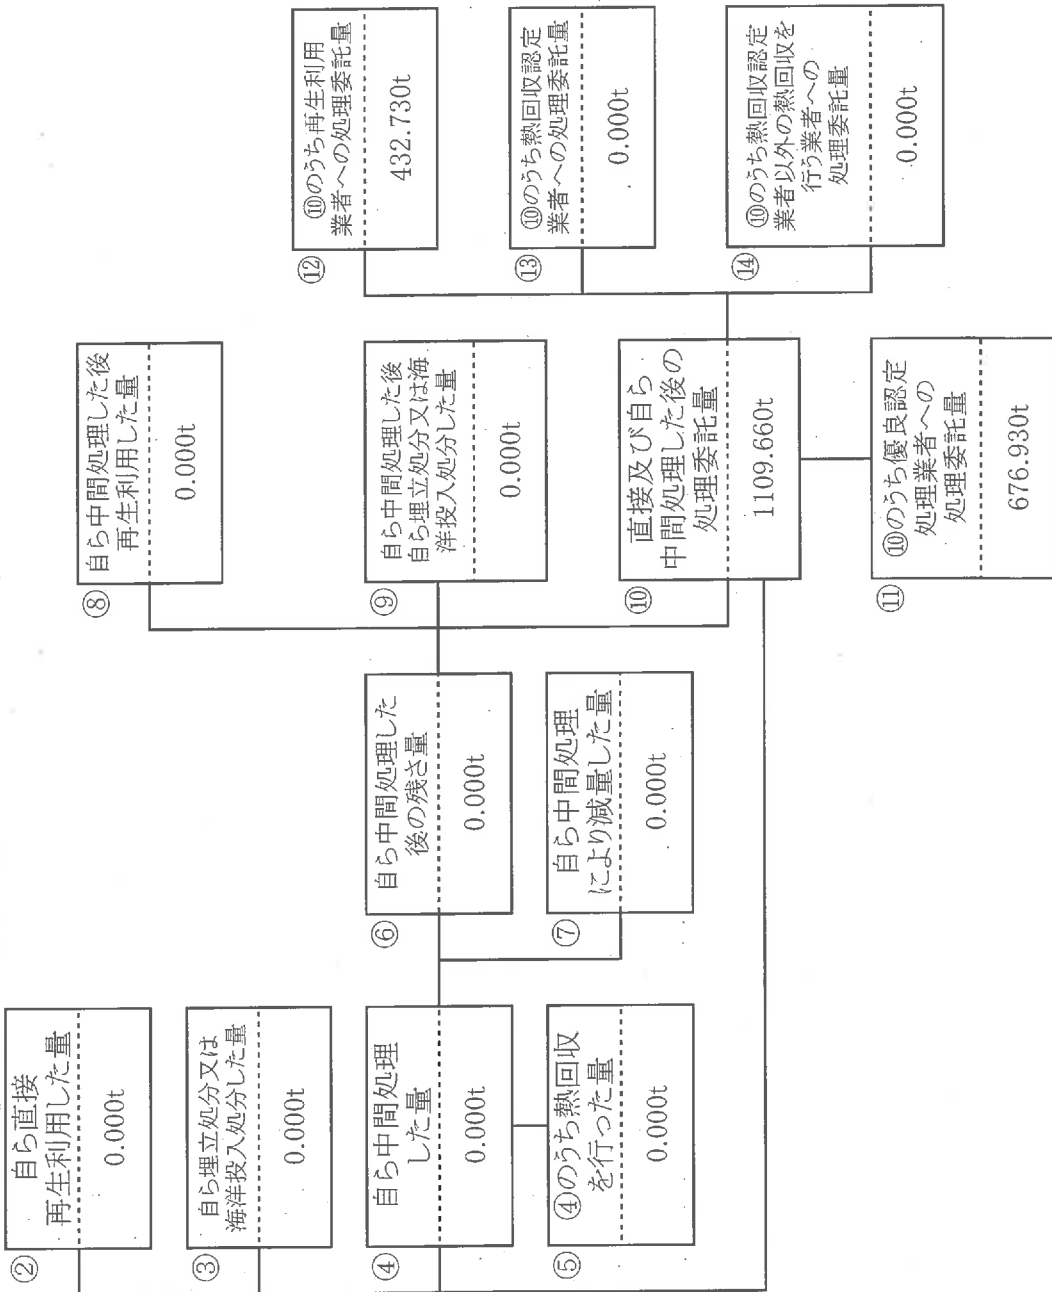 ②
自ら直接
再生利用した量
0.000t
③
自ら埋立処分又は
海洋投入処分した量
0.000t
④
自ら中間処理
した量
0.000t
⑤
④のうち熱回収
を行った量
0.000t
⑥
自ら中間処理した
後の残さ量
0.000t
⑦
自ら中間処理
により減量した量
0.000t
⑧
自ら中間処理した後
再生利用した量
0.000t
⑨
自ら中間処理した後
自ら埋立処分又は海
洋投入処分した量
0.000t
⑩
直接及び自ら
中間処理した後の
処理委託量
1109.660t
⑪
⑩のうち優良認定
処理業者への
処理委託量
676.930t
⑫
⑩のうち再生利用
業者への処理委託量
432.730t
⑬
⑩のうち熱回収認定
業者への処理委託量
0.000t
⑭
⑩のうち熱回収認定
業者以外の熱回収を
行う業者への
処理委託量
0.000t